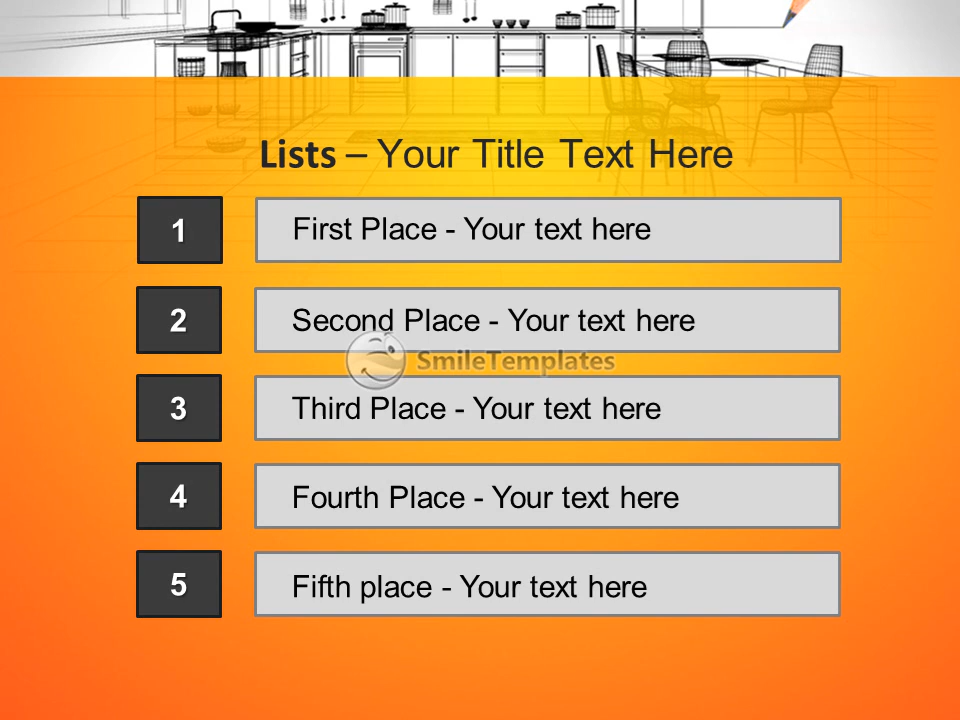 Lists – Your Title Text Here
1 First Place - Your text here
2 Second Place - Your text here
SmileTemplates
3 Third Place - Your text here
4 Fourth Place - Your text here
5 Fifth place - Your text here